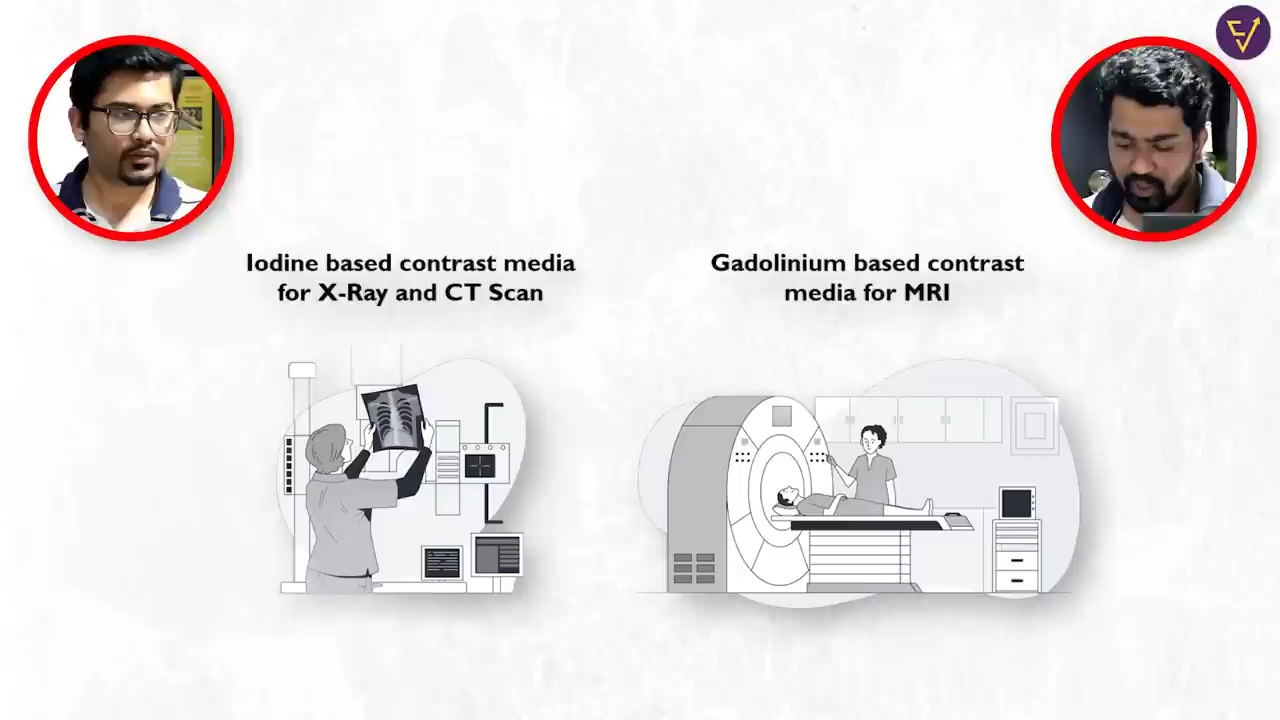 Iodine based contrast media
for X-Ray and CT Scan
Gadolinium based contrast
media for MRI